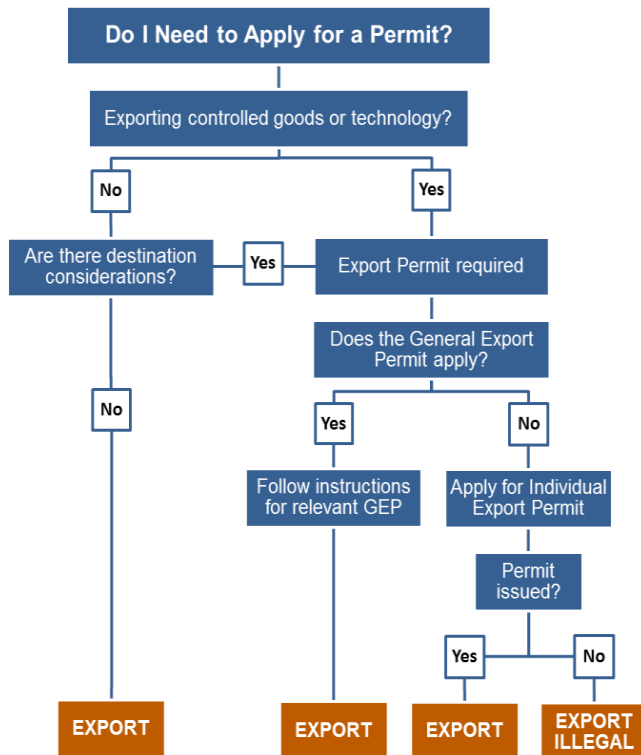 Do I Need to Apply for a Permit?
Exporting controlled goods or technology?
No
Yes
Are there destination
considerations?
Yes
Export Permit required
Does the General Export
Permit apply?
No
Yes
No
Follow instructions
for relevant GEP
Apply for Individual
Export Permit
Permit
issued?
Yes
No
EXPORT
EXPORT
EXPORT
EXPORT
ILLEGAL